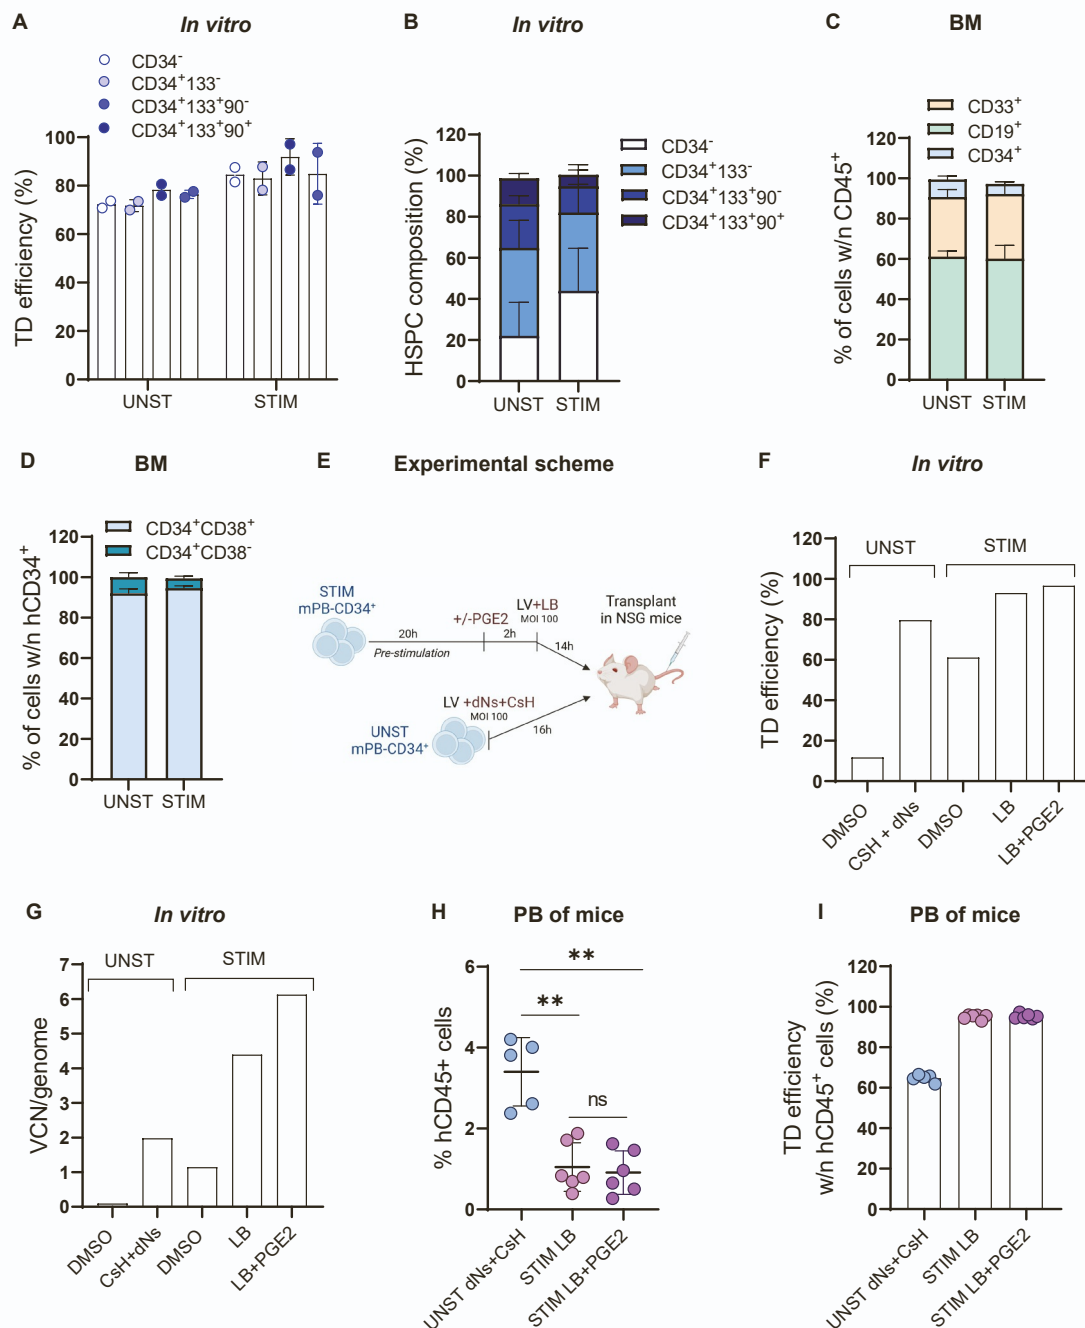 A
In vitro
CD34-
CD34+133-
CD34+133+90-
CD34+133+90+
TD efficiency (%)
100
80
60
40
20
0
UNST
STIM
B
In vitro
HSPC composition (%)
120
100
80
60
40
20
0
UNST STIM
CD34-
CD34+133-
CD34+133+90-
CD34+133+90+
C
BM
CD33+
CD19+
CD34+
% of cells w/n CD45+
120
100
80
60
40
20
0
UNST STIM
D
BM
CD34+CD38+
CD34+CD38-
% of cells w/n hCD34+
120
100
80
60
40
20
0
UNST STIM
E
Experimental scheme
STIM
mPB-CD34+
20h
Pre-stimulation
+/-PGE2
2h
LV+LB
MOI 100
14h
Transplant
in NSG mice
LV +dNs+CsH
MOI 100
UNST
mPB-CD34+
16h
F
In vitro
TD efficiency (%)
120
100
80
60
40
20
0
UNST
STIM
DMSO
CSH + dNs
DMSO
LB
LB+PGE2
G
In vitro
VCN/genome
7
6
5
4
3
2
1
0
UNST
STIM
DMSO
CsH+dNs
DMSO
LB
LB+PGE2
H
PB of mice
% hCD45+ cells
6
4
2
0
**
**
ns
UNST dNs+CsH
STIM LB
STIM LB+PGE2
I
PB of mice
TD efficiency
w/n hCD45+ cells (%)
120
100
80
60
40
20
0
UNST dNs+CsH
STIM LB
STIM LB+PGE2